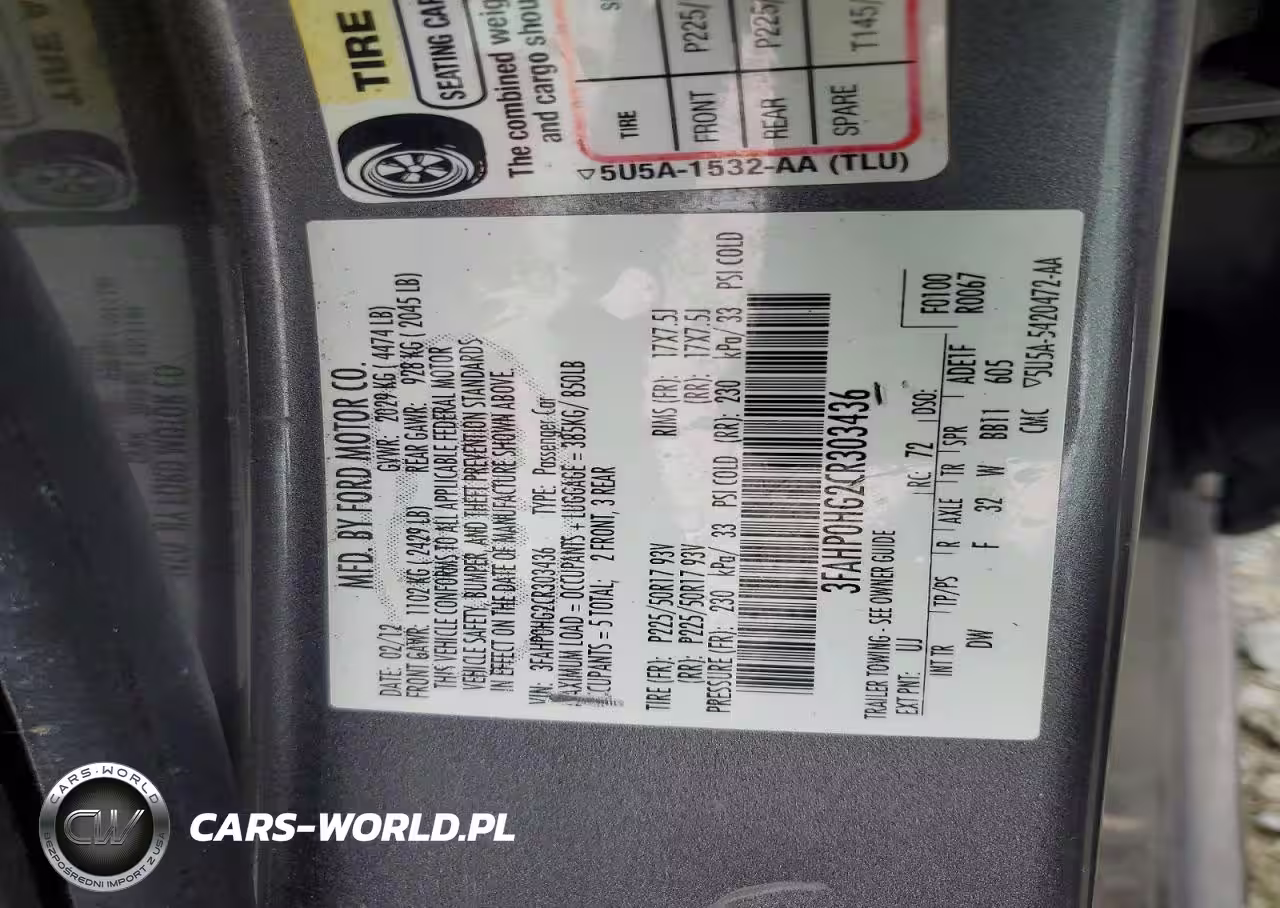 TIRE
SEATING CAP
The combined weig
and cargo shou
TIRE
FRONT P225/
REAR P225/
SPARE T145/
5U5A-1532-AA (TLU)
MFD. BY FORD MOTOR CO.
DATE: 02/12 GVWR: 2029 KG ( 4474 LB)
FRONT GAWR: 1102 KG ( 2429 LB) REAR GAWR: 928 KG ( 2045 LB)
THIS VEHICLE CONFORMS TO ALL APPLICABLE FEDERAL MOTOR
VEHICLE SAFETY, BUMPER, AND THEFT PREVENTION STANDARDS
IN EFFECT ON THE DATE OF MANUFACTURE SHOWN ABOVE.
VIN: 3FAHP0HG2CR303436 TYPE: Passenger Car
MAXIMUM LOAD = OCCUPANTS + LUGGAGE = 385KG/ 850LB
CCUPANTS = 5 TOTAL; 2 FRONT, 3 REAR
TIRE (FR): P225/50R17 93V RIMS (FR): 17X7.5J
(RR): P225/50R17 93V (RR): 17X7.5J
PRESSURE (FR): 230 kPa/ 33 PSI COLD (RR): 230 kPa/ 33 PSI COLD
3FAHP0HG2CR303436
TRAILER TOWING - SEE OWNER GUIDE
EXT PNT: UJ RC: 72 DSO: F0100
R0067
INT TR TP/PS R AXLE TR SPR ADETF
DW F 32 W BB11 605
CMC ▽5U5A-5420472-AA
CARS-WORLD
CW
BEZPOŚREDNI IMPORT Z USA
CARS-WORLD.PL